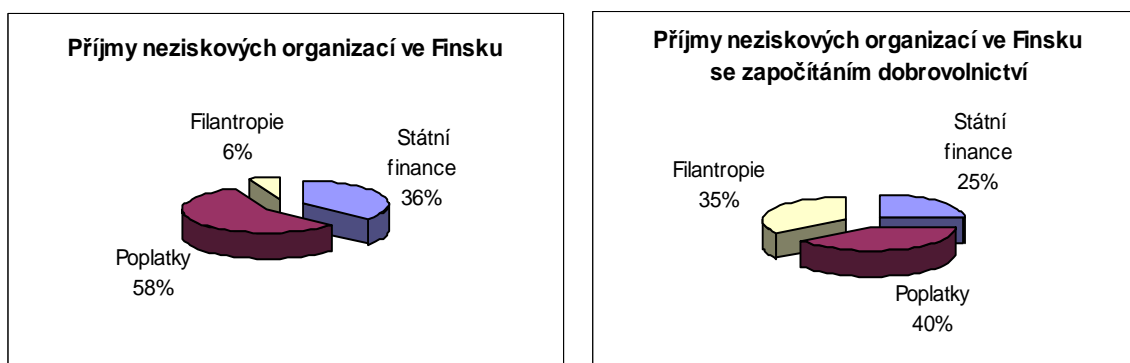 Příjmy neziskových organizací ve Finsku
Filantropie
6%
Státní
finance
36%
Poplatky
58%
Příjmy neziskových organizací ve Finsku
se započítáním dobrovolnictví
Filantropie
35%
Státní
finance
25%
Poplatky
40%